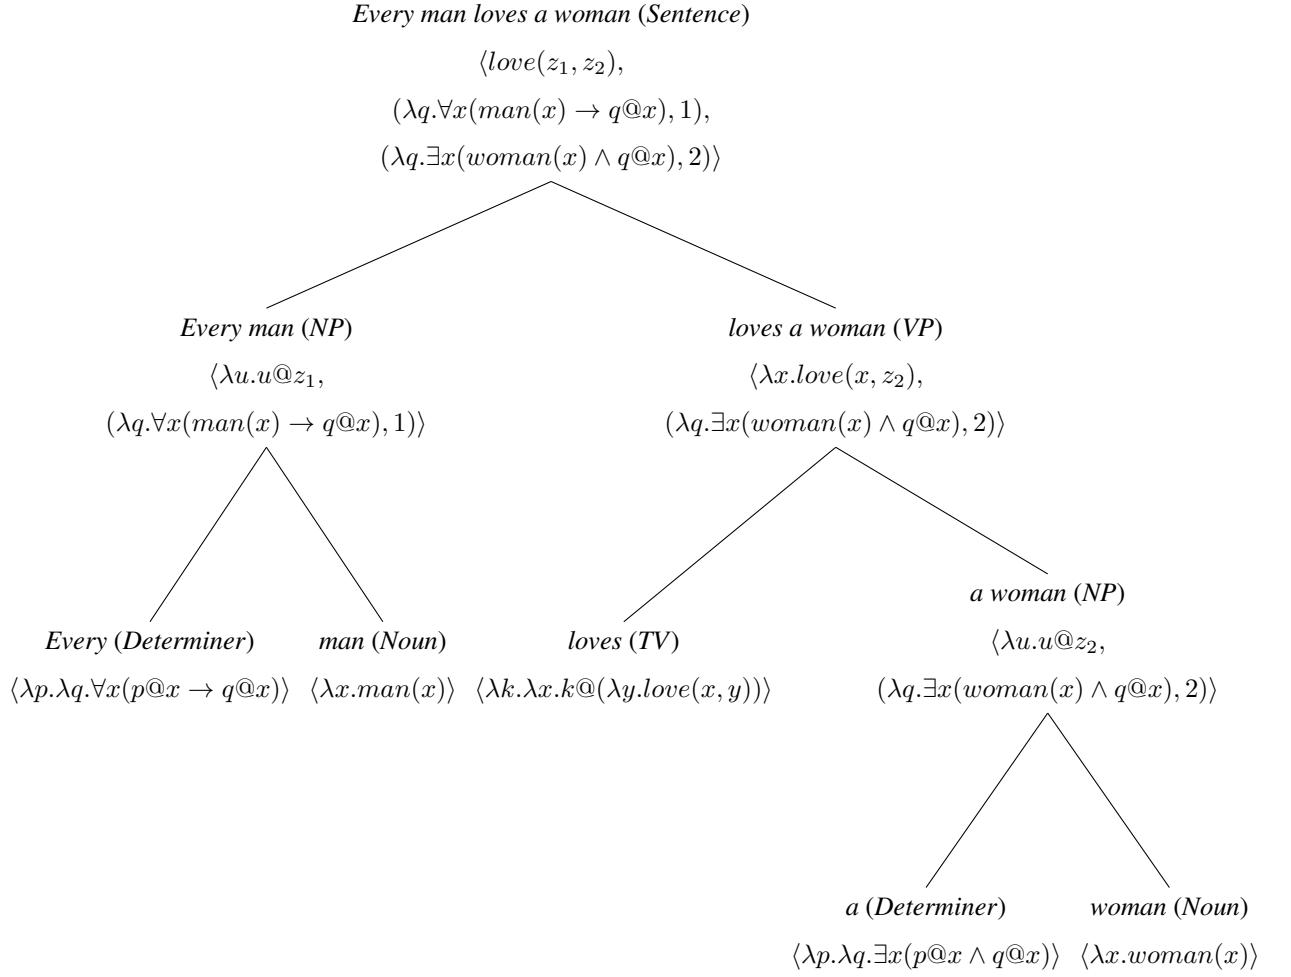 Every man loves a woman (Sentence)
⟨love(z₁, z₂),
(λq.∀x(man(x) → q@x), 1),
(λq.∃x(woman(x) ∧ q@x), 2)⟩
Every man (NP)
⟨λu.u@z₁,
(λq.∀x(man(x) → q@x), 1)⟩
loves a woman (VP)
⟨λx.love(x, z₂),
(λq.∃x(woman(x) ∧ q@x), 2)⟩
Every (Determiner)
⟨λp.λq.∀x(p@x → q@x)⟩
man (Noun)
⟨λx.man(x)⟩
loves (TV)
⟨λk.λx.k@(λy.love(x, y))⟩
a woman (NP)
⟨λu.u@z₂,
(λq.∃x(woman(x) ∧ q@x), 2)⟩
a (Determiner)
⟨λp.λq.∃x(p@x ∧ q@x)⟩
woman (Noun)
⟨λx.woman(x)⟩